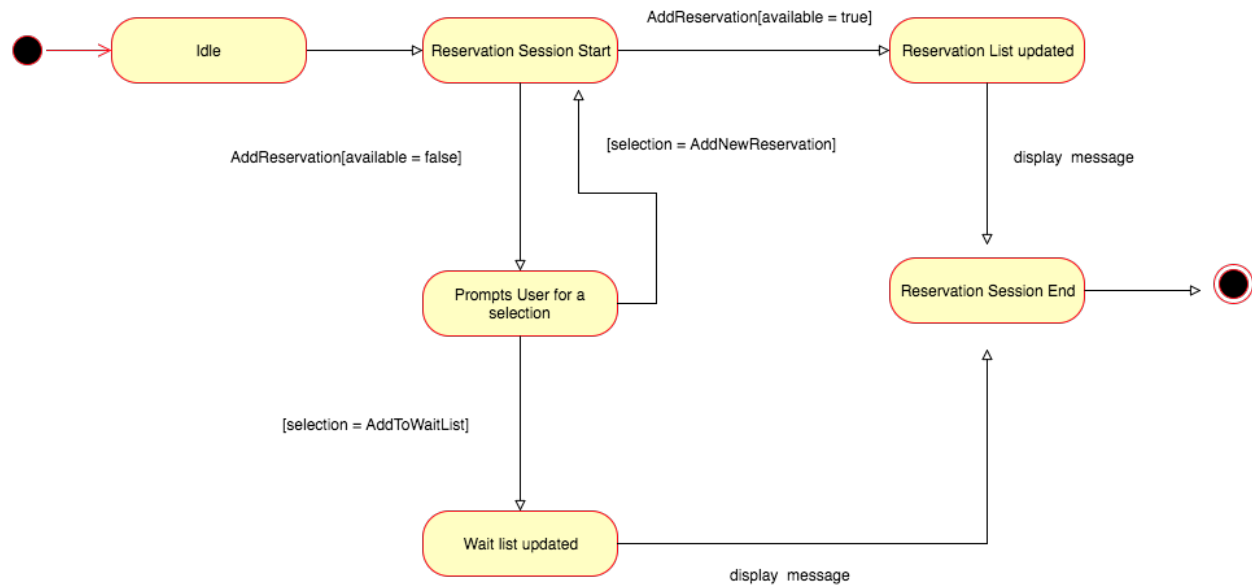 AddReservation[available = true]
Idle
Reservation Session Start
Reservation List updated
AddReservation[available = false]
[selection = AddNewReservation]
display  message
Prompts User for a
selection
Reservation Session End
[selection = AddToWaitList]
Wait list updated
display  message